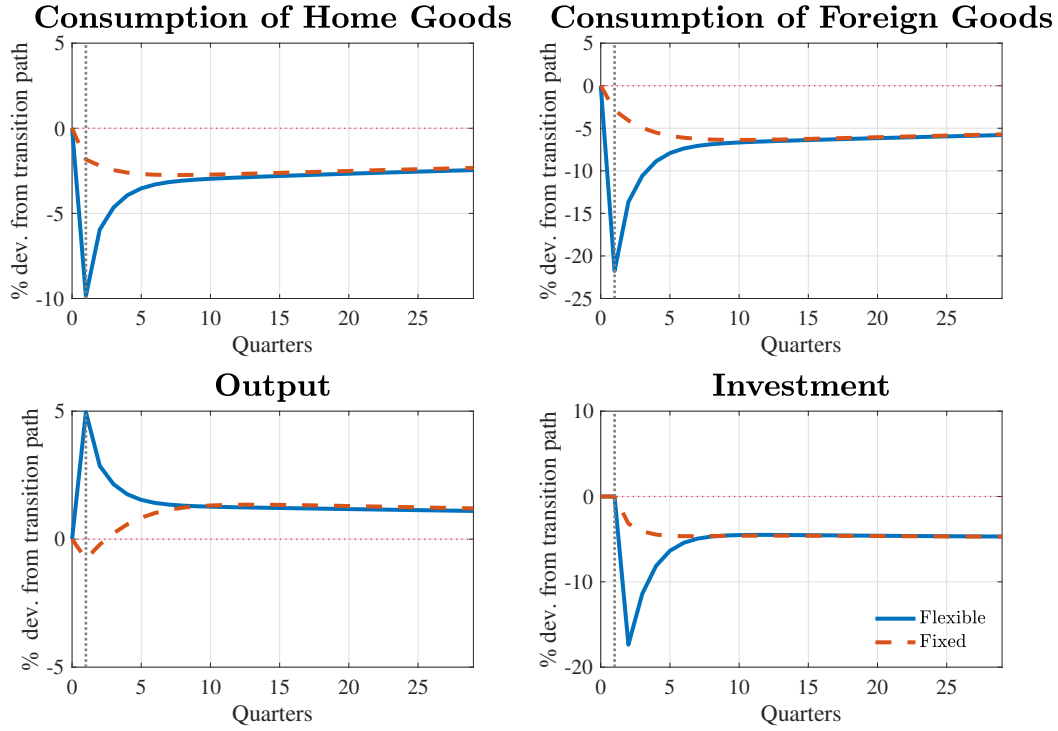 Consumption of Home Goods
% dev. from transition path
5
0
-5
-10
0 5 10 15 20 25
Quarters
Consumption of Foreign Goods
% dev. from transition path
5
0
-5
-10
-15
-20
-25
0 5 10 15 20 25
Quarters
Output
% dev. from transition path
5
0
-5
0 5 10 15 20 25
Quarters
Investment
% dev. from transition path
10
0
-10
-20
0 5 10 15 20 25
Quarters
Flexible
Fixed